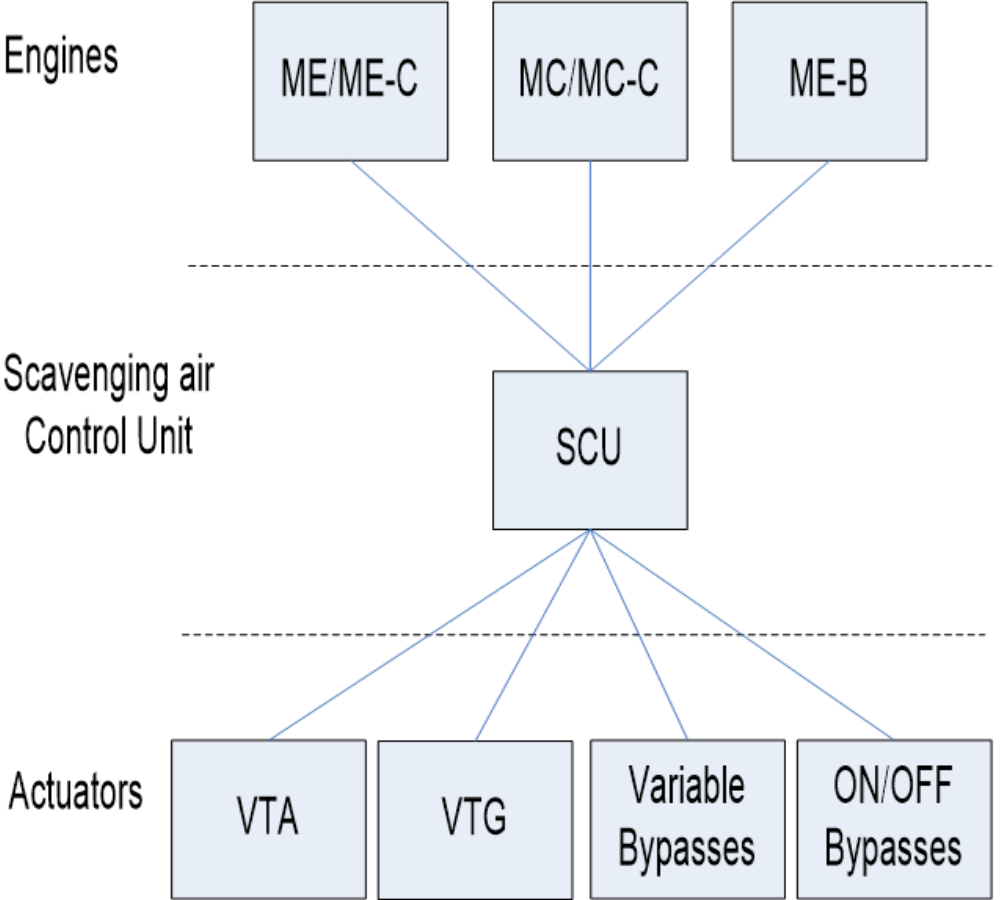 Engines
ME/ME-C
MC/MC-C
ME-B
Scavenging air
Control Unit
SCU
Actuators
VTA
VTG
Variable
Bypasses
ON/OFF
Bypasses